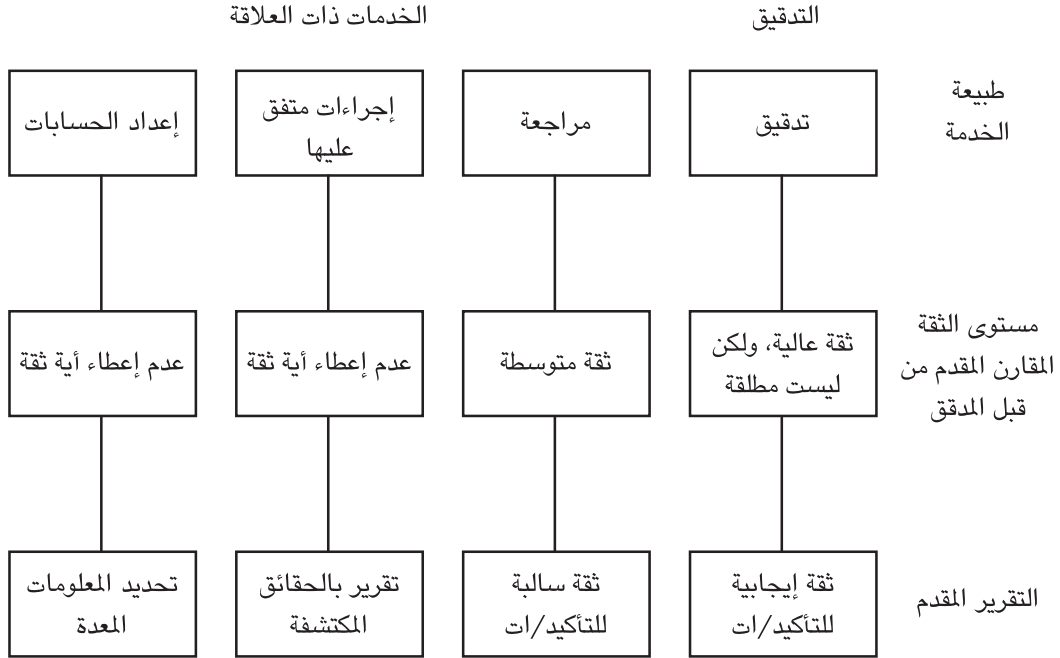 التدقيق
الخدمات ذات العلاقة
طبيعة
الخدمة
تدقيق
مراجعة
إجراءات متفق
عليها
إعداد الحسابات
مستوى الثقة
المقارن المقدم من
قبل المدقق
ثقة عالية، ولكن
ليست مطلقة
ثقة متوسطة
عدم إعطاء أية ثقة
عدم إعطاء أية ثقة
التقرير المقدم
ثقة إيجابية
للتأكيد/ات
ثقة سالبة
للتأكيد/ات
تقرير بالحقائق
المكتشفة
تحديد المعلومات
المعدة